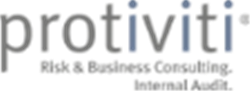 protiviti®
Risk & Business Consulting.
Internal Audit.